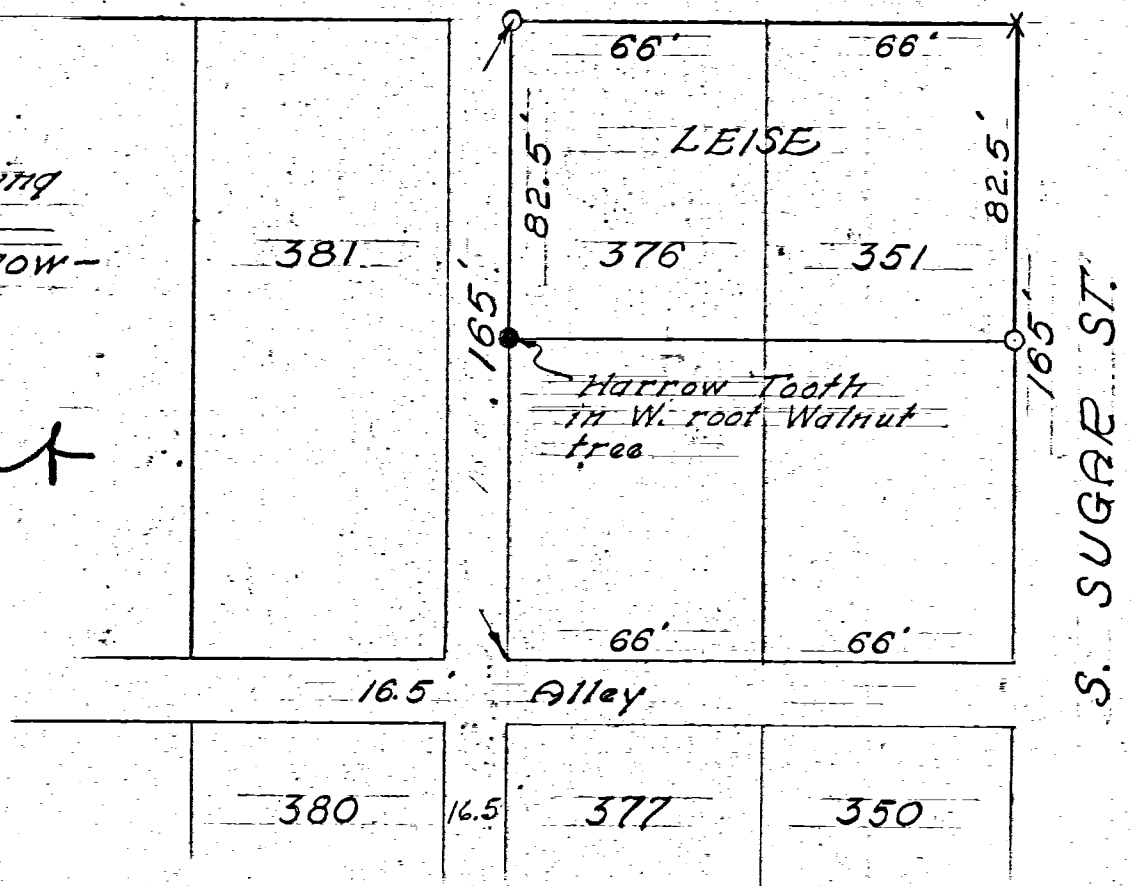 66'
66'
LEISE
82.5'
82.5'
381
376
351
165'
165'
Harrow Tooth
in W. root Walnut
tree
66'
66'
16.5'
Alley
S. SUGAR ST.
380
16.5'
377
350